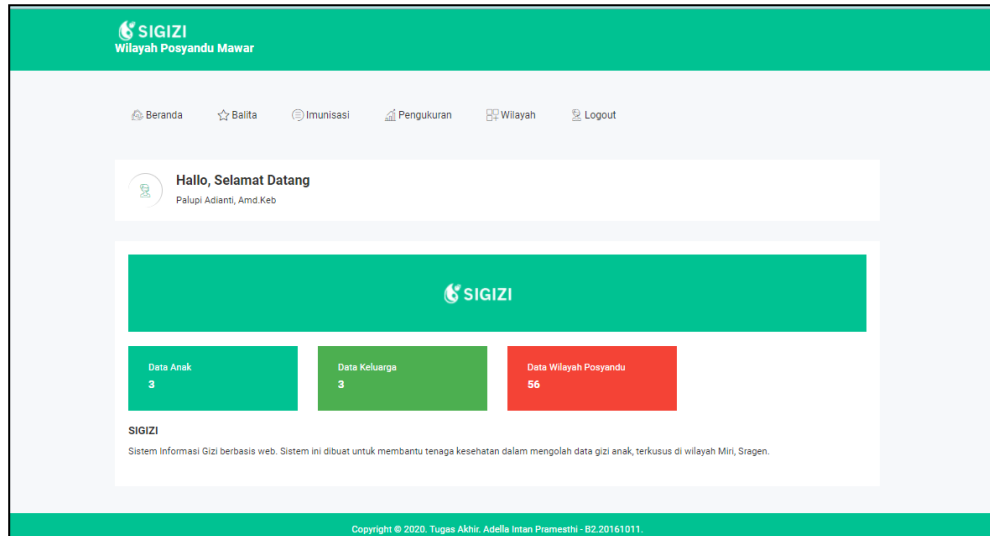 SIGIZI
Wilayah Posyandu Mawar
Beranda Balita Imunisasi Pengukuran Wilayah Logout
Hallo, Selamat Datang
Palupi Adianti, Amd.Keb
SIGIZI
Data Anak
3
Data Keluarga
3
Data Wilayah Posyandu
56
SIGIZI
Sistem Informasi Gizi berbasis web. Sistem ini dibuat untuk membantu tenaga kesehatan dalam mengolah data gizi anak, terkusus di wilayah Miri, Sragen.
Copyright © 2020. Tugas Akhir. Adella Intan Pramesthi - B2.20161011.